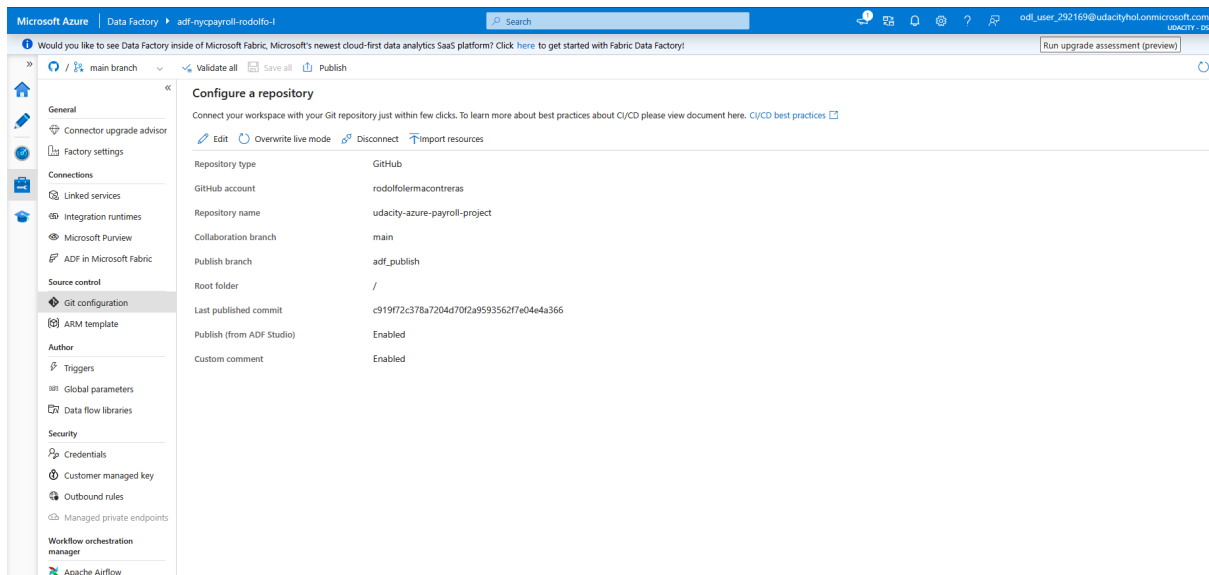 Microsoft Azure | Data Factory ▸ adf-nycpayroll-rodolfo-l
Search
1
odl_user_292169@udacityhol.onmicrosoft.com
UDACITY - DS
Would you like to see Data Factory inside of Microsoft Fabric, Microsoft's newest cloud-first data analytics SaaS platform? Click here to get started with Fabric Data Factory!
Run upgrade assessment (preview)
» / main branch Validate all Save all Publish
«
General
Connector upgrade advisor
Factory settings
Connections
Linked services
Integration runtimes
Microsoft Purview
ADF in Microsoft Fabric
Source control
Git configuration
ARM template
Author
Triggers
Global parameters
Data flow libraries
Security
Credentials
Customer managed key
Outbound rules
Managed private endpoints
Workflow orchestration
manager
Apache Airflow
Configure a repository
Connect your workspace with your Git repository just within few clicks. To learn more about best practices about CI/CD please view document here. CI/CD best practices
Edit Overwrite live mode Disconnect Import resources
Repository type GitHub
GitHub account rodolfolermacontreras
Repository name udacity-azure-payroll-project
Collaboration branch main
Publish branch adf_publish
Root folder /
Last published commit c919f72c378a7204d70f2a9593562f7e04e4a366
Publish (from ADF Studio) Enabled
Custom comment Enabled